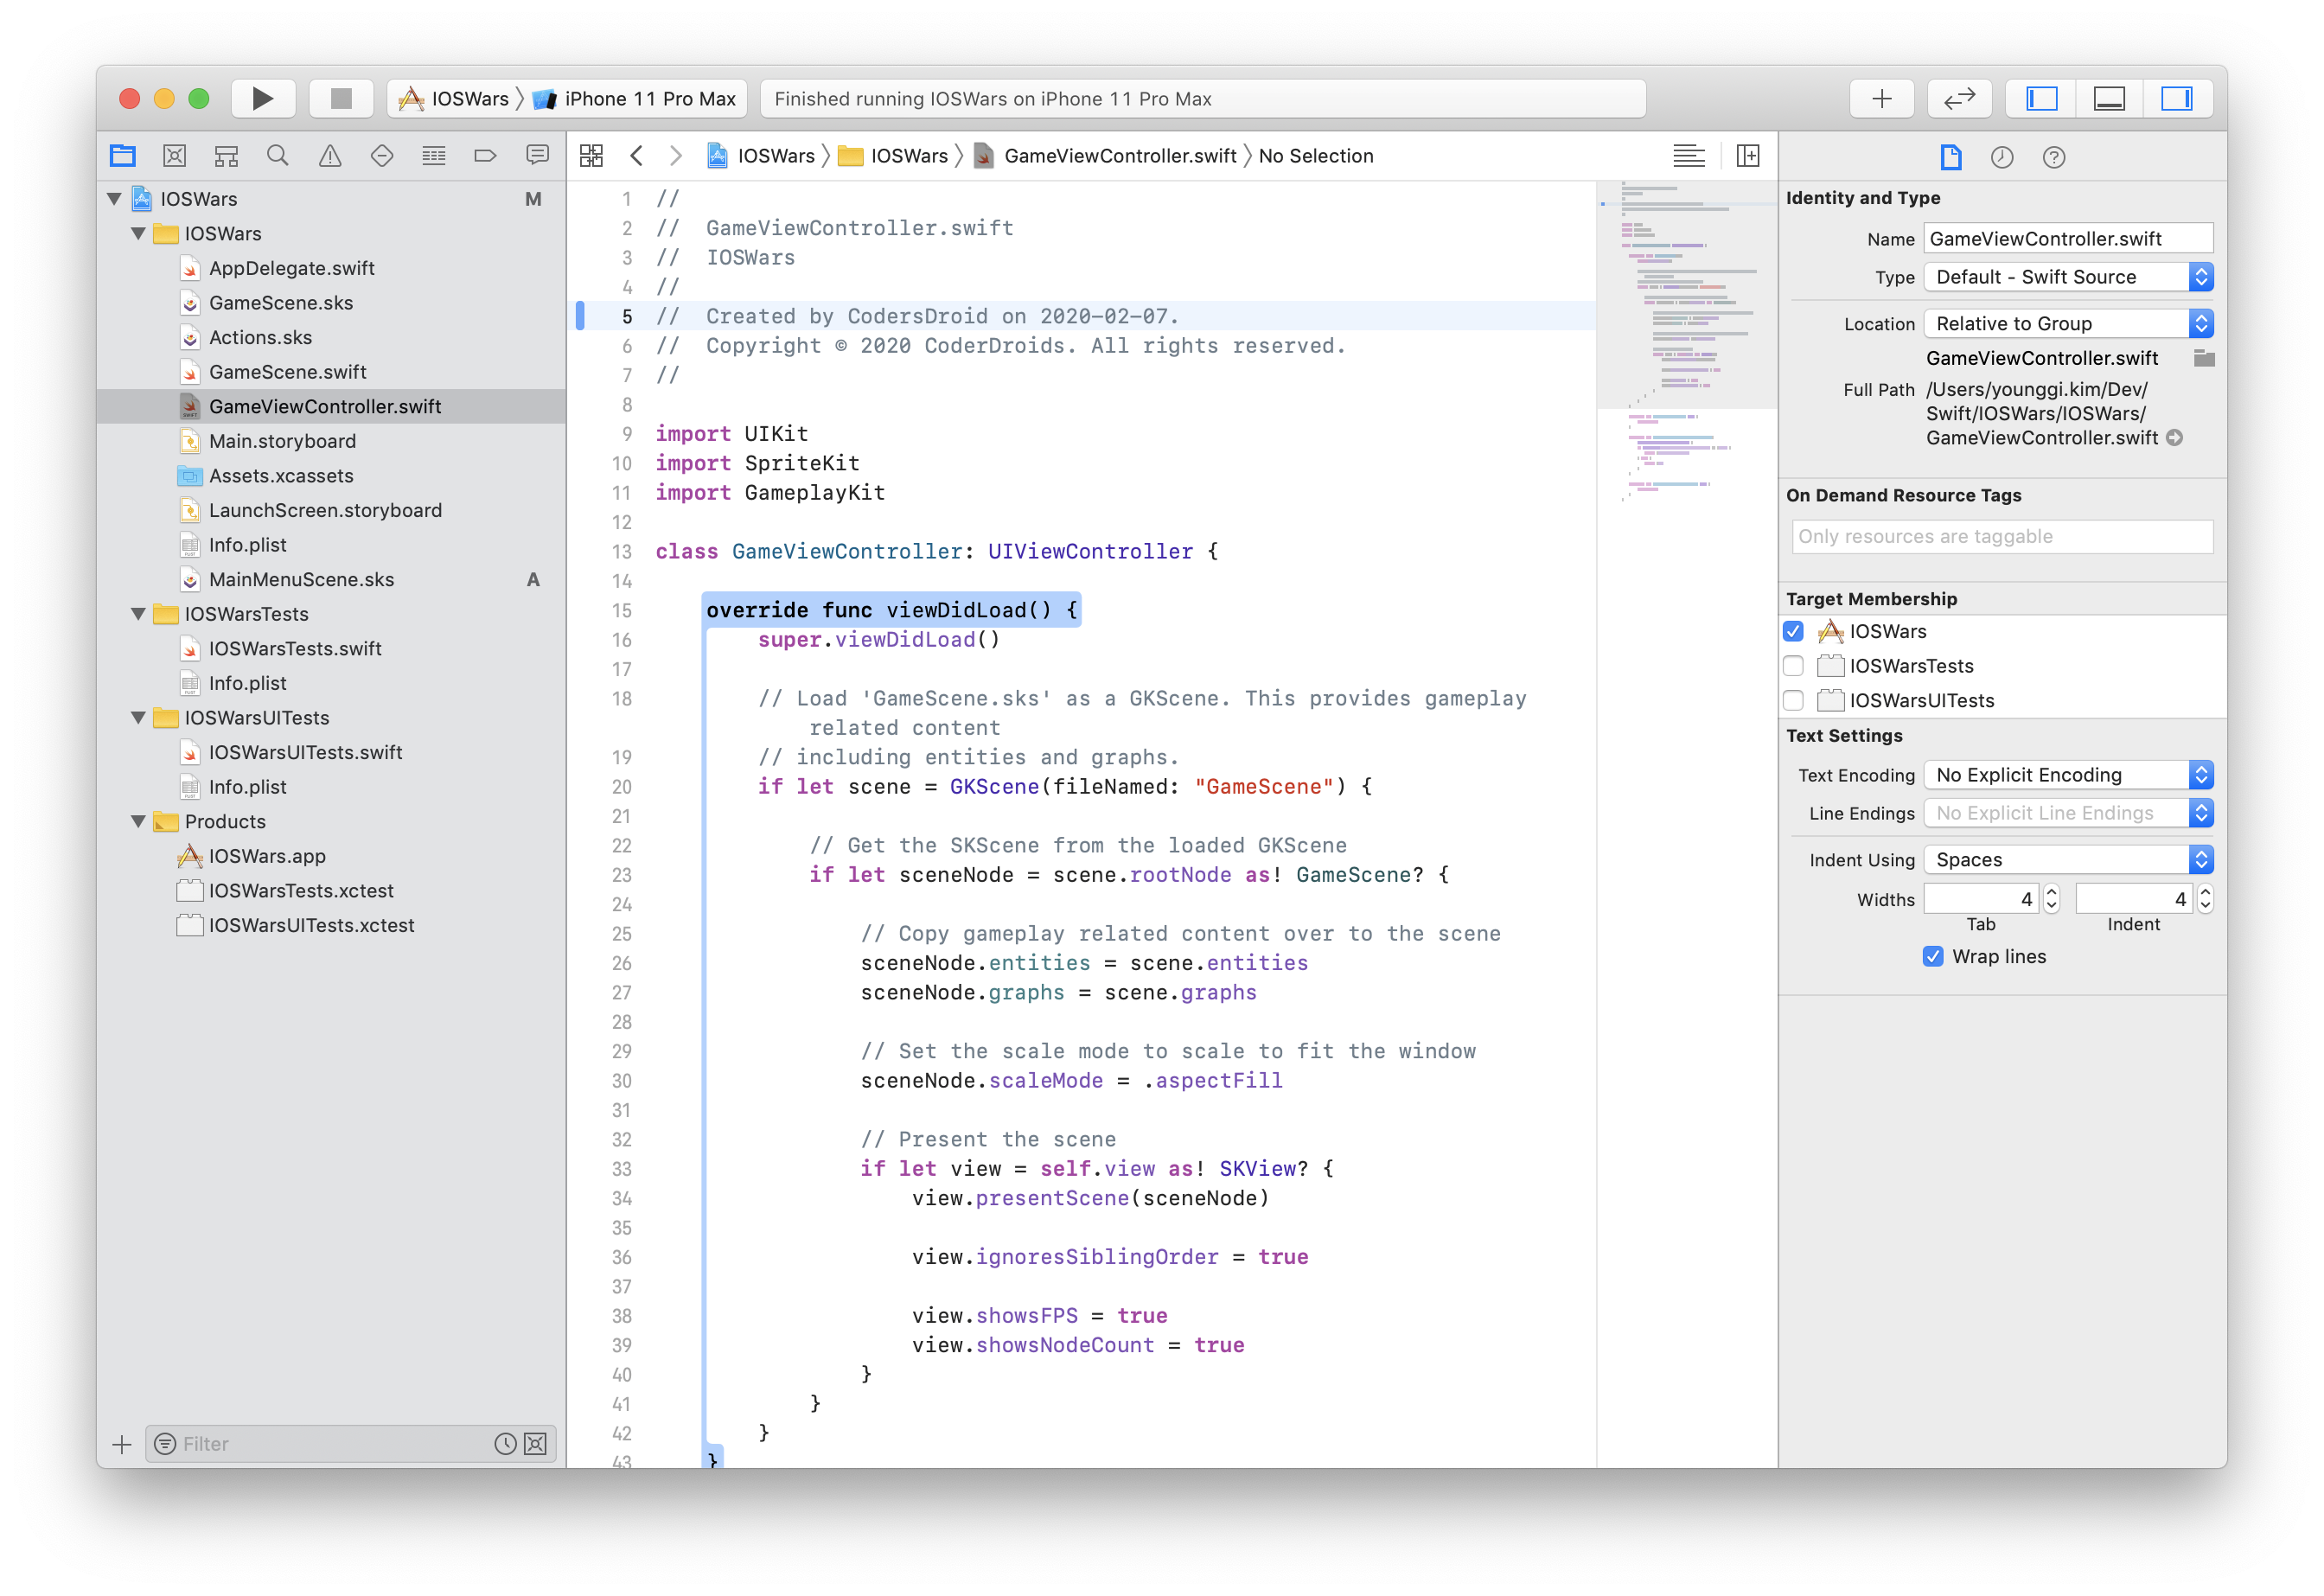 IOSWars 〉 iPhone 11 Pro Max
Finished running IOSWars on iPhone 11 Pro Max
IOSWars M
IOSWars
AppDelegate.swift
GameScene.sks
Actions.sks
GameScene.swift
GameViewController.swift
Main.storyboard
Assets.xcassets
LaunchScreen.storyboard
Info.plist
MainMenuScene.sks A
IOSWarsTests
IOSWarsTests.swift
Info.plist
IOSWarsUITests
IOSWarsUITests.swift
Info.plist
Products
IOSWars.app
IOSWarsTests.xctest
IOSWarsUITests.xctest
Filter
IOSWars 〉 IOSWars 〉 GameViewController.swift 〉 No Selection
1 //
2 //  GameViewController.swift
3 //  IOSWars
4 //
5 //  Created by CodersDroid on 2020-02-07.
6 //  Copyright © 2020 CoderDroids. All rights reserved.
7 //
8
9 import UIKit
10 import SpriteKit
11 import GameplayKit
12
13 class GameViewController: UIViewController {
14
15     override func viewDidLoad() {
16         super.viewDidLoad()
17
18         // Load 'GameScene.sks' as a GKScene. This provides gameplay
            related content
19         // including entities and graphs.
20         if let scene = GKScene(fileNamed: "GameScene") {
21
22             // Get the SKScene from the loaded GKScene
23             if let sceneNode = scene.rootNode as! GameScene? {
24
25                 // Copy gameplay related content over to the scene
26                 sceneNode.entities = scene.entities
27                 sceneNode.graphs = scene.graphs
28
29                 // Set the scale mode to scale to fit the window
30                 sceneNode.scaleMode = .aspectFill
31
32                 // Present the scene
33                 if let view = self.view as! SKView? {
34                     view.presentScene(sceneNode)
35
36                     view.ignoresSiblingOrder = true
37
38                     view.showsFPS = true
39                     view.showsNodeCount = true
40                 }
41             }
42         }
43     }
Identity and Type
Name GameViewController.swift
Type Default - Swift Source
Location Relative to Group
GameViewController.swift
Full Path /Users/younggi.kim/Dev/
Swift/IOSWars/IOSWars/
GameViewController.swift
On Demand Resource Tags
Only resources are taggable
Target Membership
IOSWars
IOSWarsTests
IOSWarsUITests
Text Settings
Text Encoding No Explicit Encoding
Line Endings No Explicit Line Endings
Indent Using Spaces
Widths 4 4
Tab Indent
Wrap lines